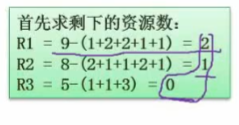 首先求剩下的资源数：
R1 = 9-(1+2+2+1+1) = 2
R2 = 8-(2+1+1+2+1) = 1
R3 = 5-(1+1+3) = 0